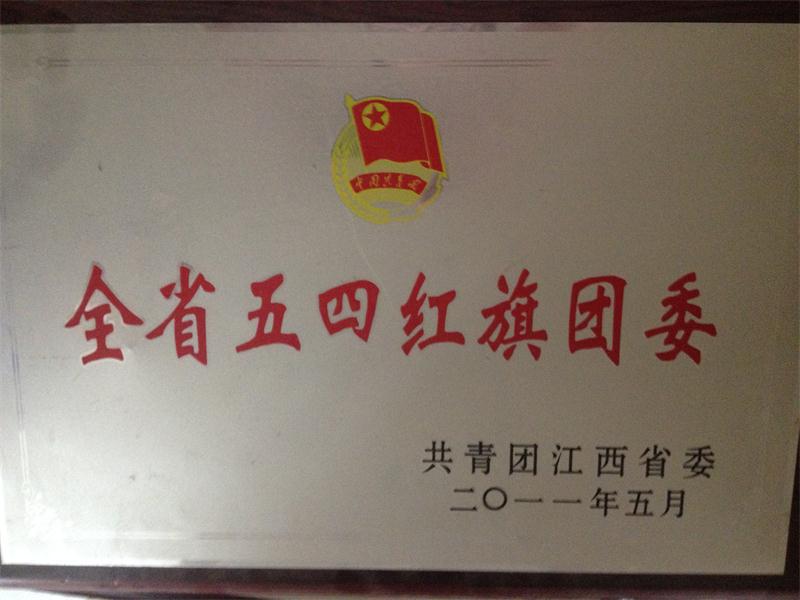 中国共青团
全省五四红旗团委
共青团江西省委
二〇一一年五月